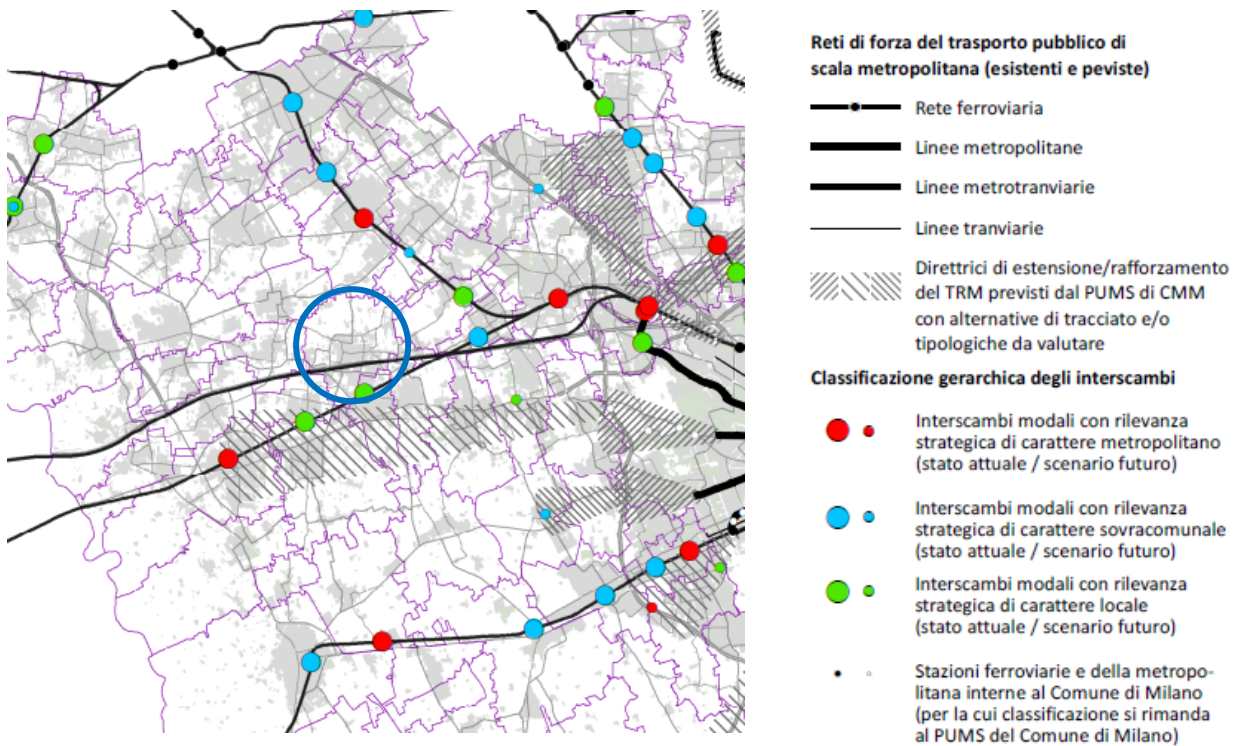 Reti di forza del trasporto pubblico di
scala metropolitana (esistenti e peviste)
Rete ferroviaria
Linee metropolitane
Linee metrotranviarie
Linee tranviarie
Direttrici di estensione/rafforzamento
del TRM previsti dal PUMS di CMM
con alternative di tracciato e/o
tipologiche da valutare
Classificazione gerarchica degli interscambi
Interscambi modali con rilevanza
strategica di carattere metropolitano
(stato attuale / scenario futuro)
Interscambi modali con rilevanza
strategica di carattere sovracomunale
(stato attuale / scenario futuro)
Interscambi modali con rilevanza
strategica di carattere locale
(stato attuale / scenario futuro)
Stazioni ferroviarie e della metropo-
litana interne al Comune di Milano
(per la cui classificazione si rimanda
al PUMS del Comune di Milano)